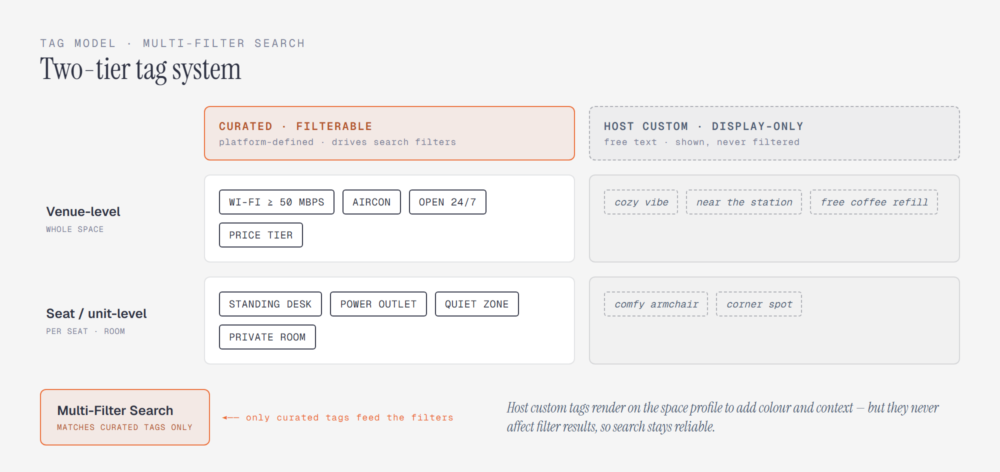 TAG MODEL · MULTI-FILTER SEARCH
Two-tier tag system
CURATED · FILTERABLE
platform-defined · drives search filters
HOST CUSTOM · DISPLAY-ONLY
free text · shown, never filtered
Venue-level
WHOLE SPACE
WI-FI ≥ 50 MBPS
AIRCON
OPEN 24/7
PRICE TIER
cozy vibe
near the station
free coffee refill
Seat / unit-level
PER SEAT · ROOM
STANDING DESK
POWER OUTLET
QUIET ZONE
PRIVATE ROOM
comfy armchair
corner spot
Multi-Filter Search
MATCHES CURATED TAGS ONLY
◄── only curated tags feed the filters
Host custom tags render on the space profile to add colour and context — but they never
affect filter results, so search stays reliable.